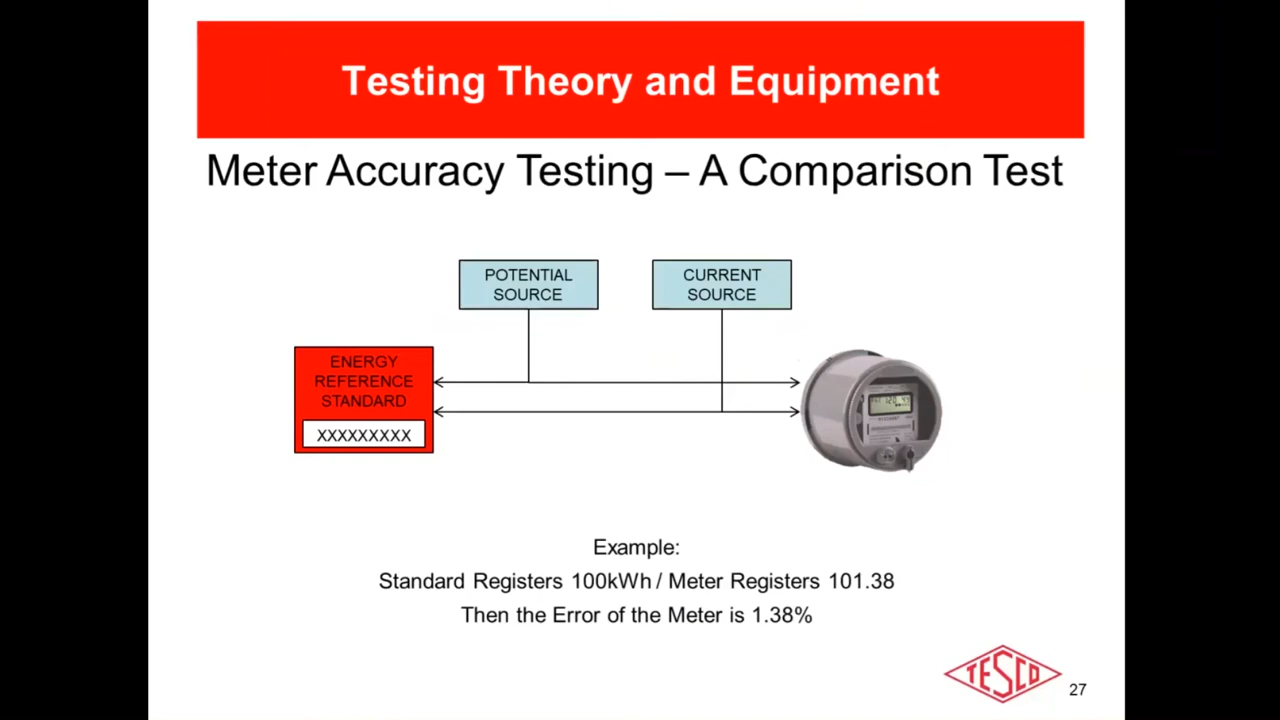 Testing Theory and Equipment
Meter Accuracy Testing – A Comparison Test
POTENTIAL
SOURCE
CURRENT
SOURCE
ENERGY
REFERENCE
STANDARD
XXXXXXXXX
Example:
Standard Registers 100kWh / Meter Registers 101.38
Then the Error of the Meter is 1.38%
TESCO
27